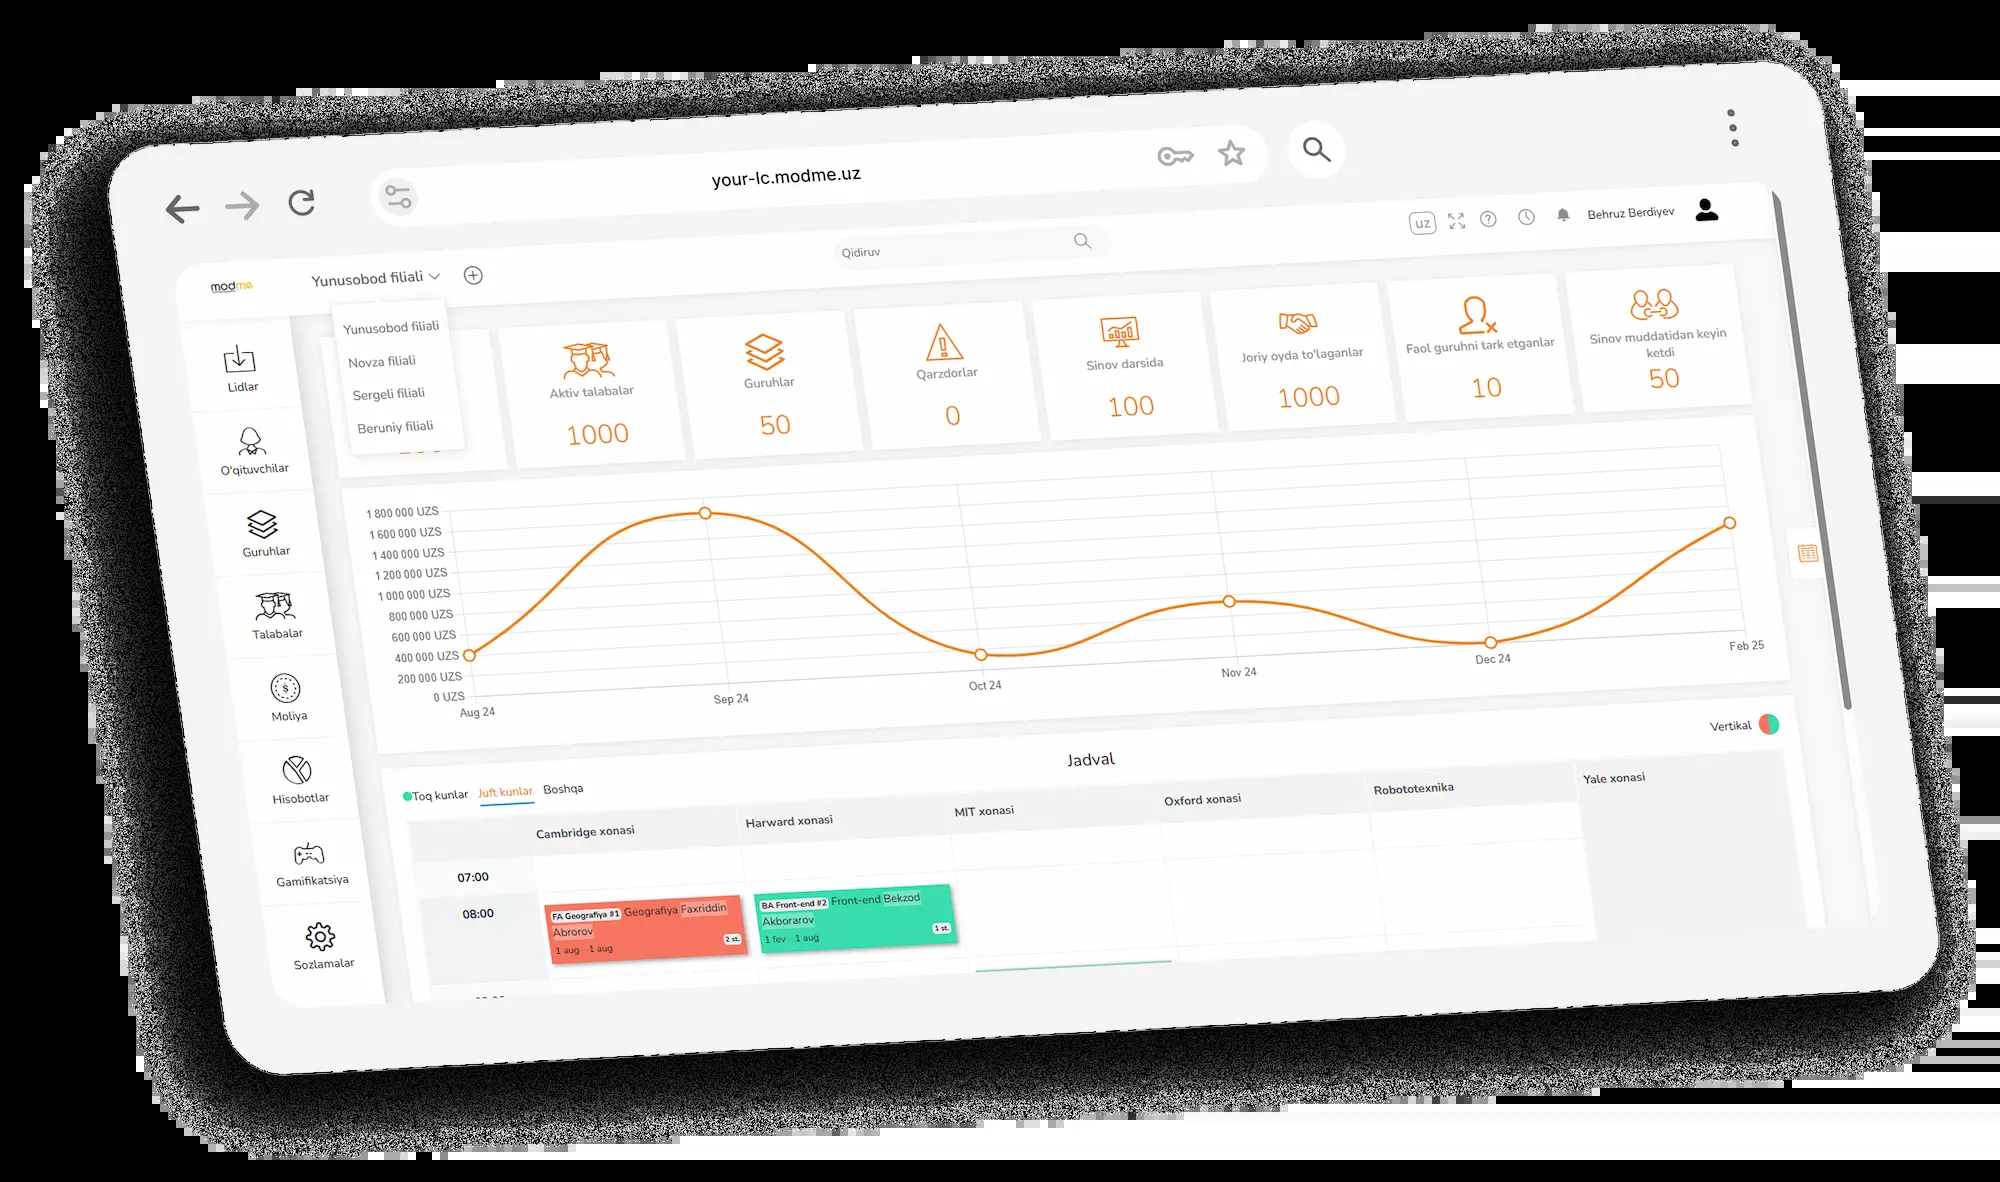 your-lc.modme.uz
modme
Yunusobod filiali
Qidiruv
uz
Behruz Berdiyev
Yunusobod filiali
Novza filiali
Sergeli filiali
Beruniy filiali
Lidlar
O'qituvchilar
Guruhlar
Talabalar
Moliya
Hisobotlar
Gamifikatsiya
Sozlamalar
Aktiv talabalar
1000
Guruhlar
50
Qarzdorlar
0
Sinov darsida
100
Joriy oyda to'laganlar
1000
Faol guruhni tark etganlar
10
Sinov muddatidan keyin
ketdi
50
1 800 000 UZS
1 600 000 UZS
1 400 000 UZS
1 200 000 UZS
1 000 000 UZS
800 000 UZS
600 000 UZS
400 000 UZS
200 000 UZS
0 UZS
Aug 24
Sep 24
Oct 24
Nov 24
Dec 24
Feb 25
Jadval
Vertikal
Toq kunlar Juft kunlar Boshqa
Cambridge xonasi
Harward xonasi
MIT xonasi
Oxford xonasi
Robototexnika
Yale xonasi
07:00
08:00
FA Geografiya #1 Geografiya Faxriddin
Abrorov
1 aug 1 aug
2 st.
BA Front-end #2 Front-end Bekzod
Akborarov
1 fev 1 aug
1 st.